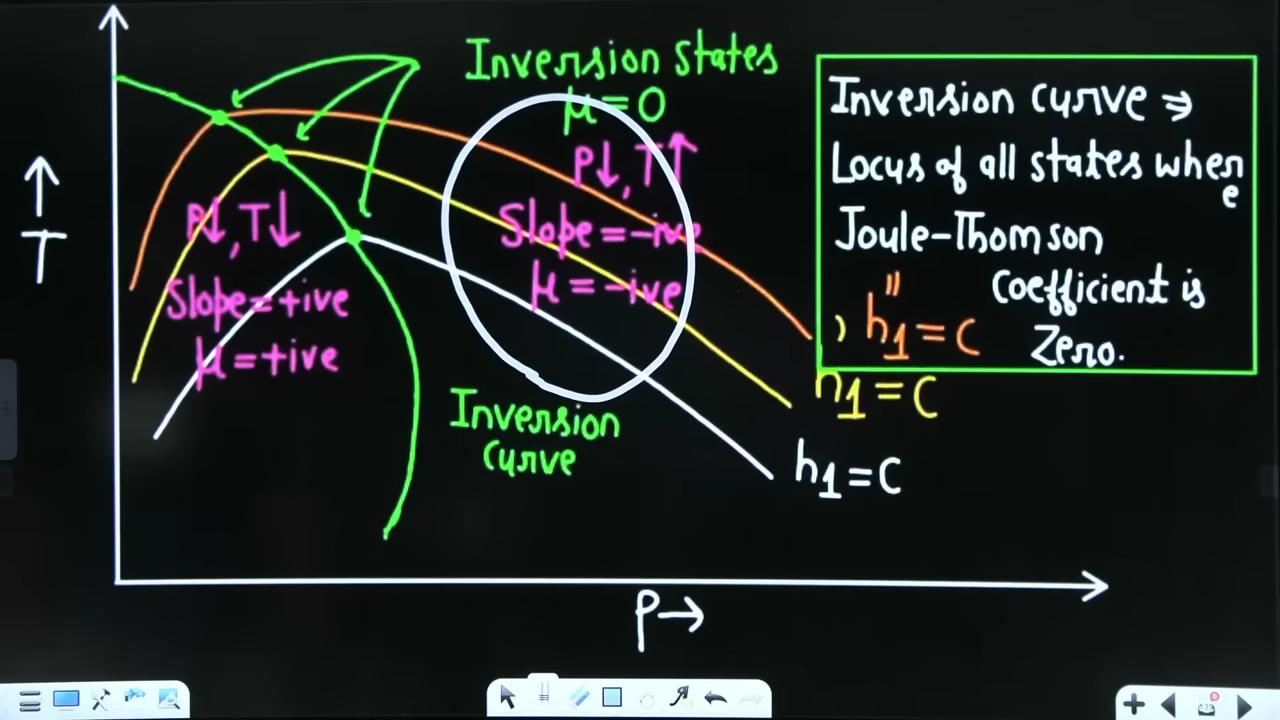 Inversion states
μ = 0
P↓, T↑
Slope = -ive
μ = -ive
P↓, T↓
Slope = +ive
μ = +ive
Inversion
curve
T
P→
Inversion curve ⇒
Locus of all states where
Joule-Thomson
coefficient is
Zero.
h₁'' = C
h₁ = C
h₁ = C